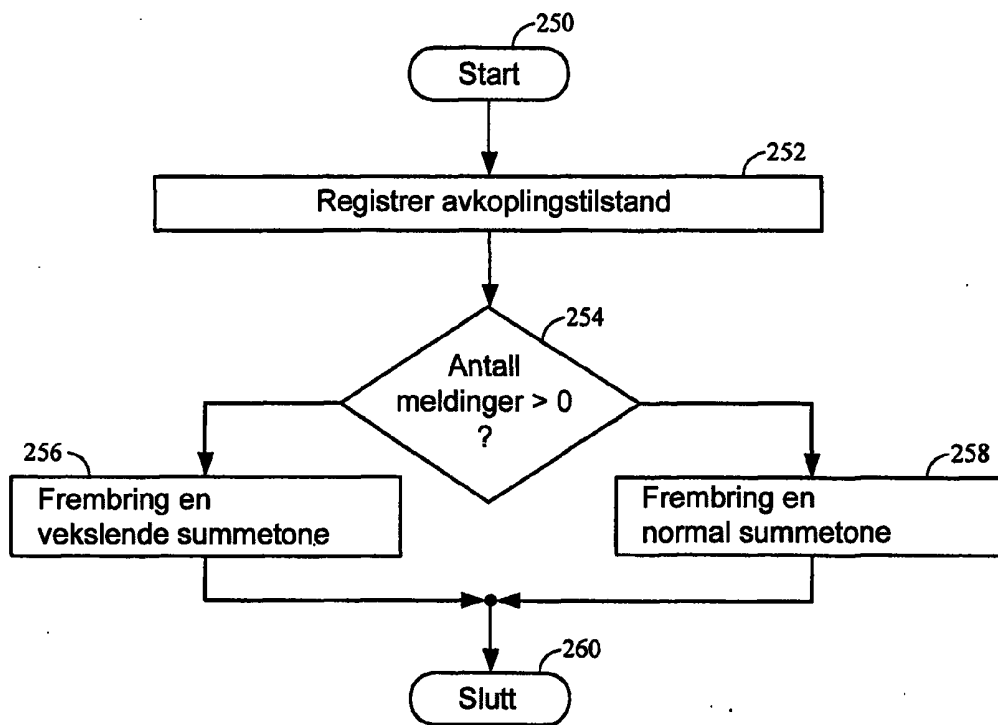 250
Start
252
Registrer avkoplingstilstand
254
Antall
meldinger > 0
?
256
Frembring en
vekslende summetone
258
Frembring en
normal summetone
260
Slutt